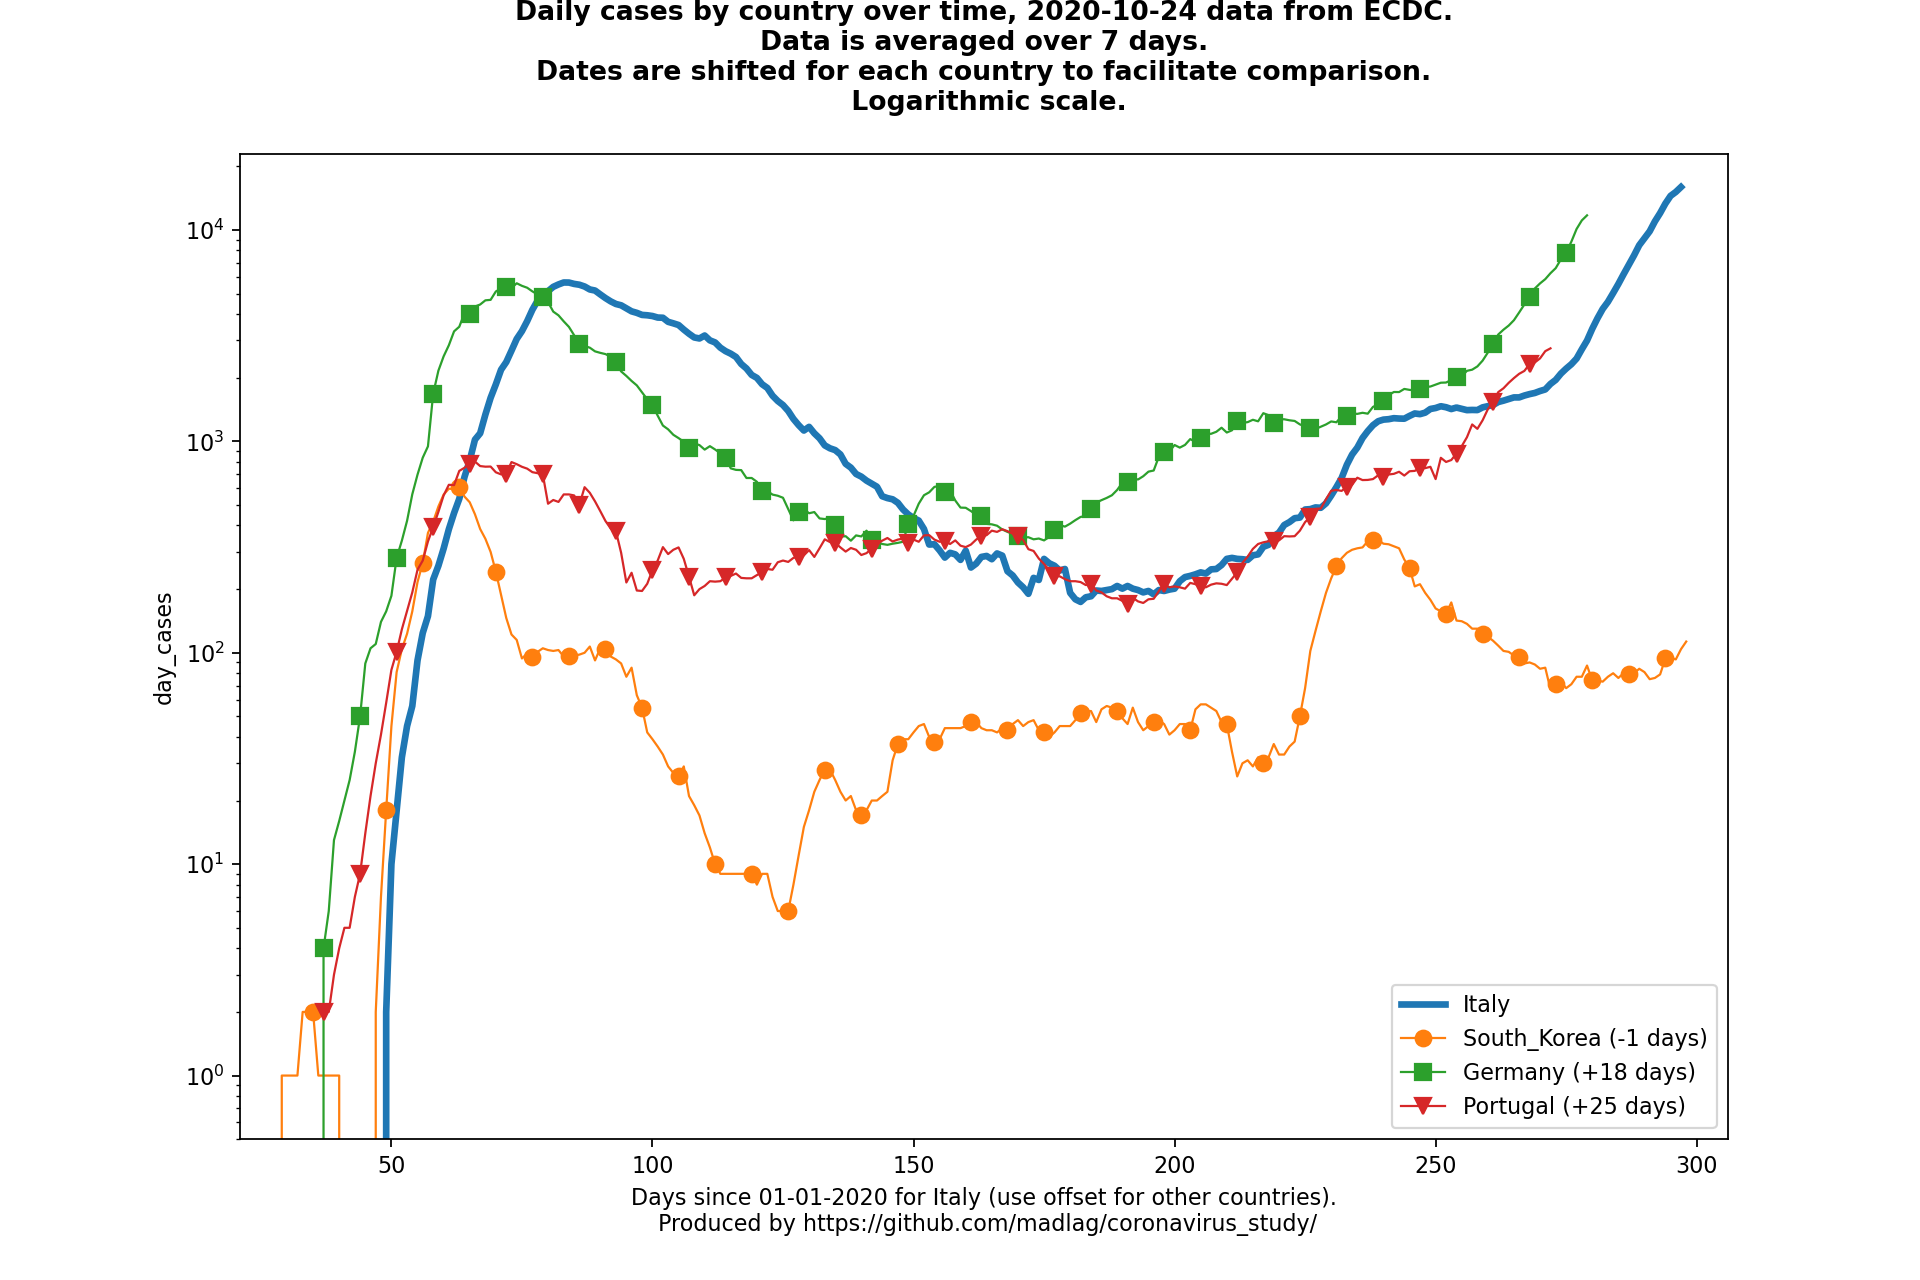 Daily cases by country over time, 2020-10-24 data from ECDC.
Data is averaged over 7 days.
Dates are shifted for each country to facilitate comparison.
Logarithmic scale.
10^4
10^3
10^2
10^1
10^0
day_cases
Italy
South_Korea (-1 days)
Germany (+18 days)
Portugal (+25 days)
50 100 150 200 250 300
Days since 01-01-2020 for Italy (use offset for other countries).
Produced by https://github.com/madlag/coronavirus_study/